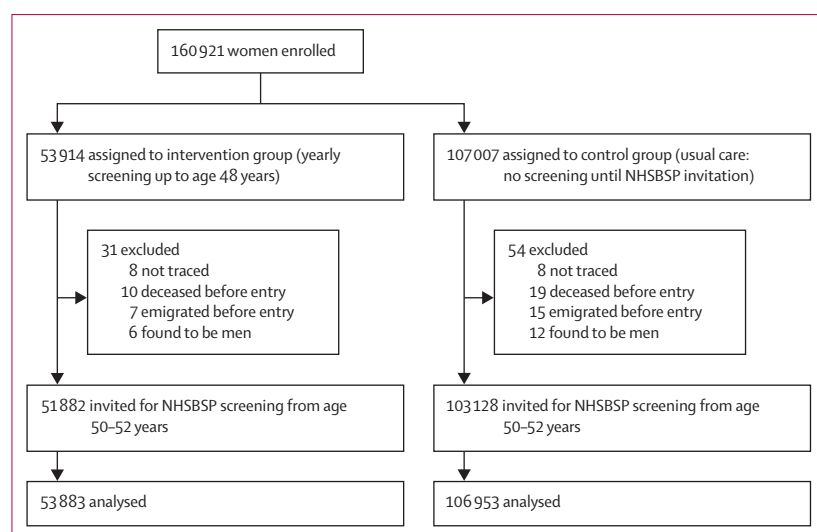 160 921 women enrolled
53 914 assigned to intervention group (yearly
screening up to age 48 years)
107 007 assigned to control group (usual care:
no screening until NHSBSP invitation)
31 excluded
8 not traced
10 deceased before entry
7 emigrated before entry
6 found to be men
54 excluded
8 not traced
19 deceased before entry
15 emigrated before entry
12 found to be men
51 882 invited for NHSBSP screening from age
50–52 years
103 128 invited for NHSBSP screening from age
50–52 years
53 883 analysed
106 953 analysed